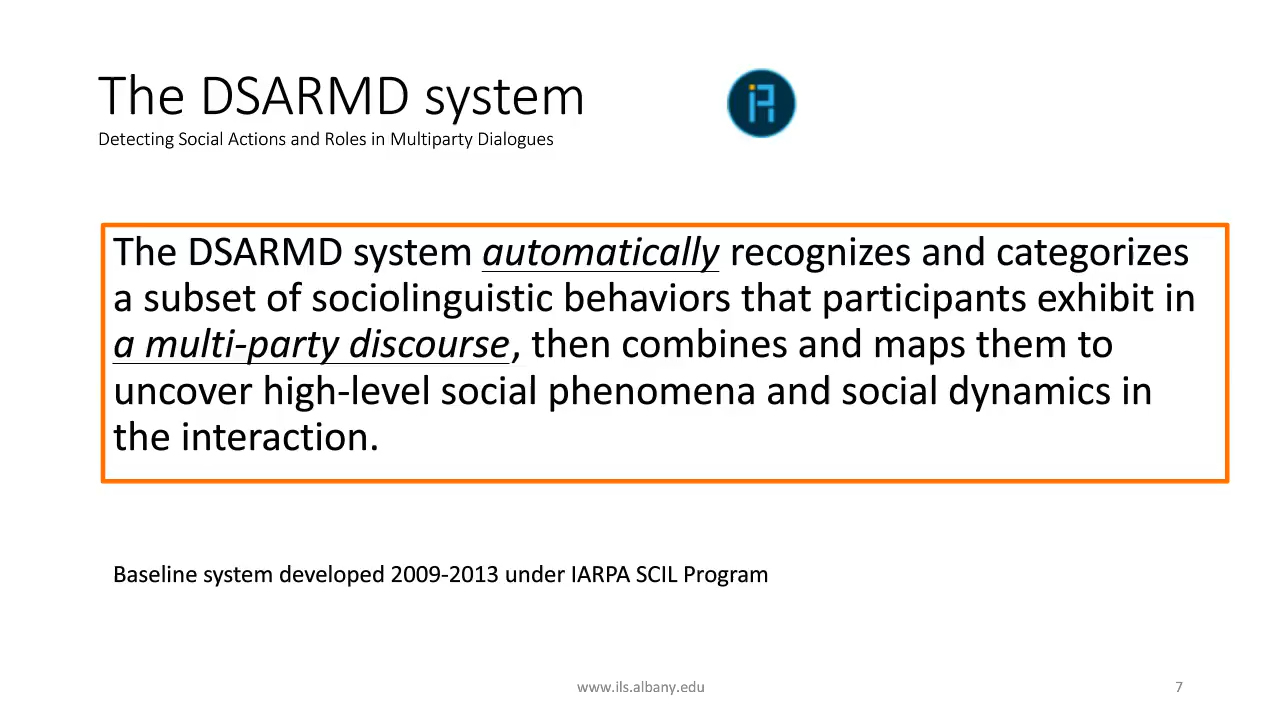 The DSARMD system
Detecting Social Actions and Roles in Multiparty Dialogues
The DSARMD system automatically recognizes and categorizes
a subset of sociolinguistic behaviors that participants exhibit in
a multi-party discourse, then combines and maps them to
uncover high-level social phenomena and social dynamics in
the interaction.
Baseline system developed 2009-2013 under IARPA SCIL Program
www.ils.albany.edu
7